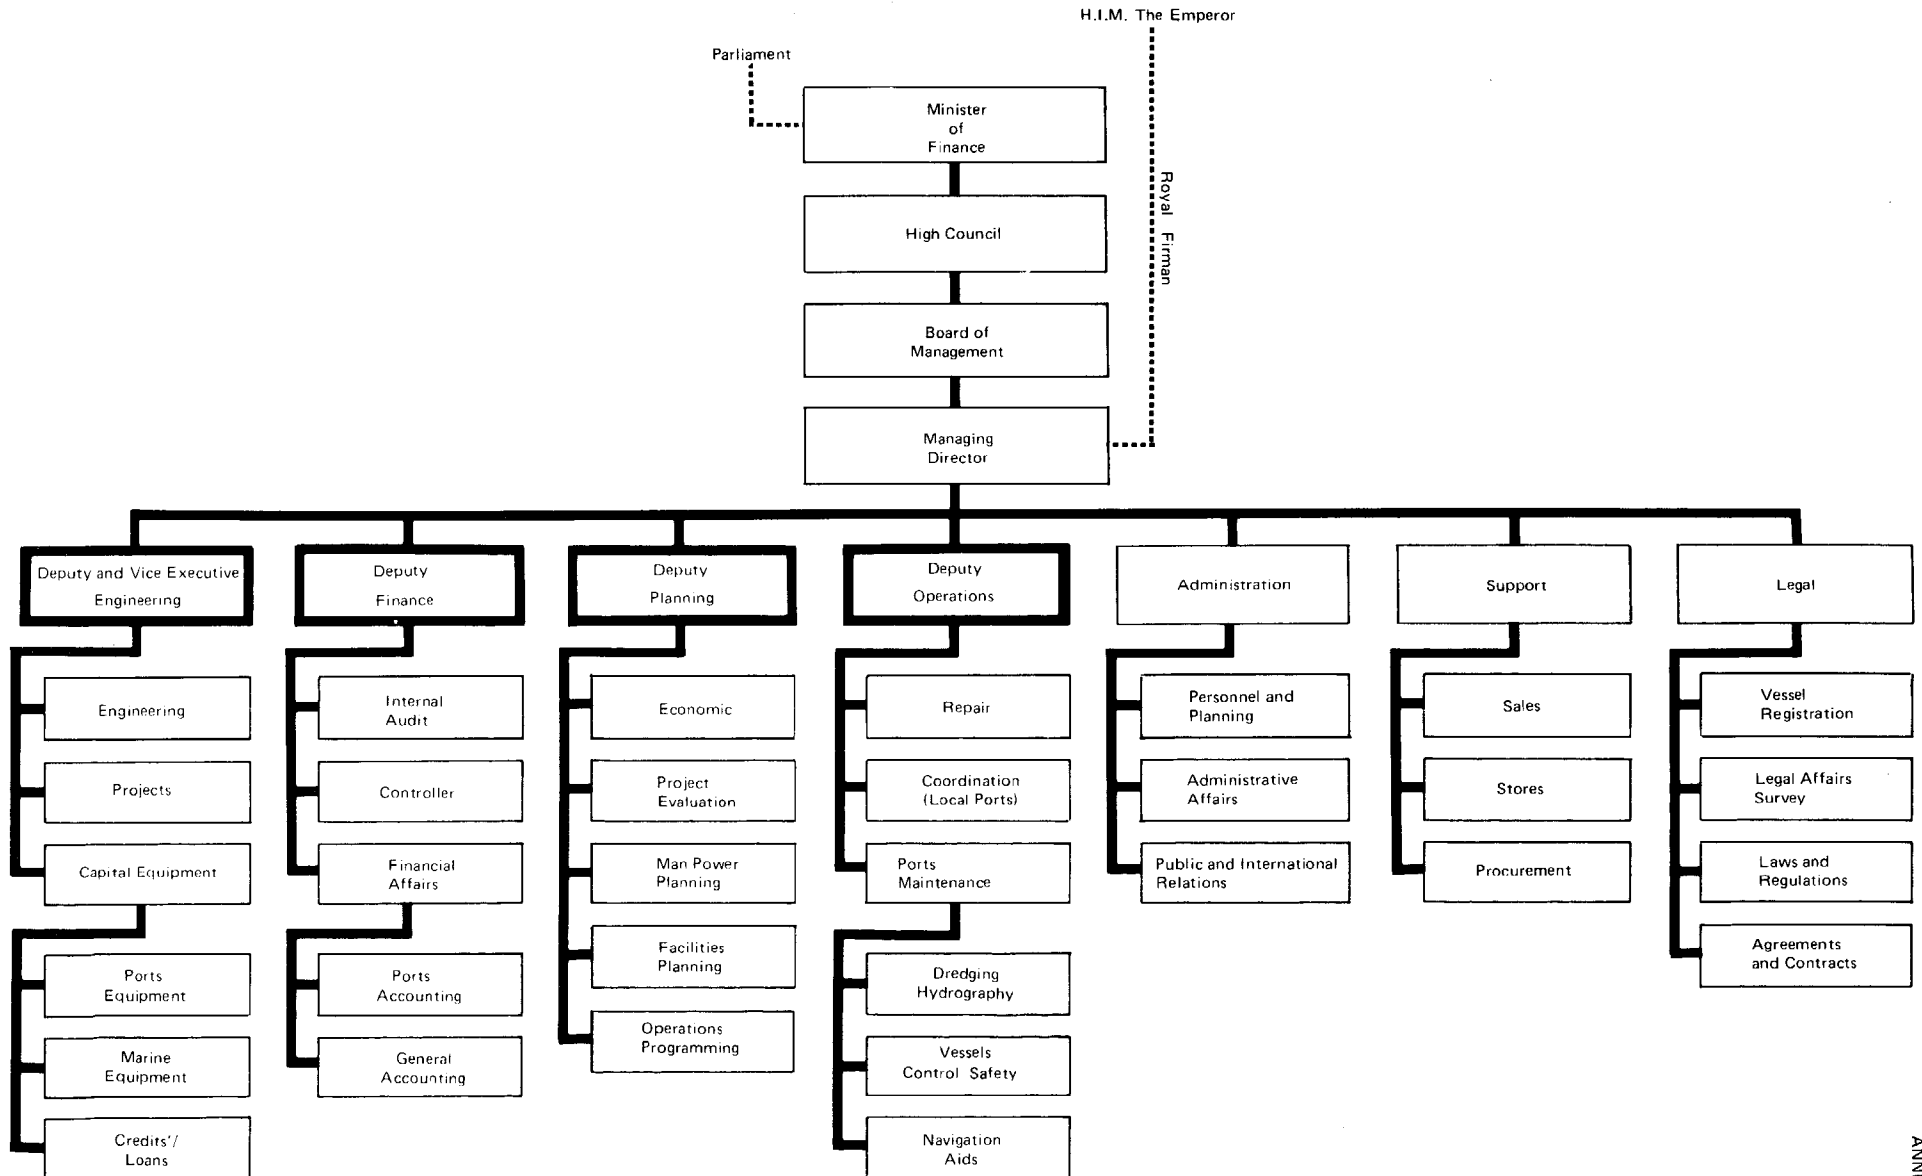 H.I.M. The Emperor
Parliament
Minister
of
Finance
Royal Firman
High Council
Board of
Management
Managing
Director
Deputy and Vice Executive
Engineering
Deputy
Finance
Deputy
Planning
Deputy
Operations
Administration
Support
Legal
Engineering
Projects
Capital Equipment
Ports
Equipment
Marine
Equipment
Credits'/
Loans
Internal
Audit
Controller
Financial
Affairs
Ports
Accounting
General
Accounting
Economic
Project
Evaluation
Man Power
Planning
Facilities
Planning
Operations
Programming
Repair
Coordination
(Local Ports)
Ports
Maintenance
Dredging
Hydrography
Vessels
Control Safety
Navigation
Aids
Personnel and
Planning
Administrative
Affairs
Public and International
Relations
Sales
Stores
Procurement
Vessel
Registration
Legal Affairs
Survey
Laws and
Regulations
Agreements
and Contracts